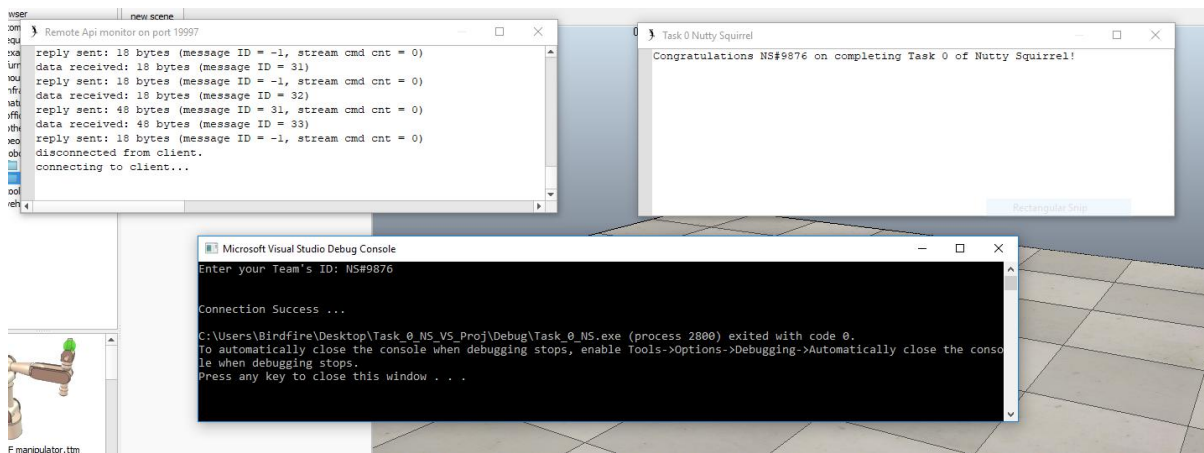 new scene
Remote Api monitor on port 19997
reply sent: 18 bytes (message ID = -1, stream cmd cnt = 0)
data received: 18 bytes (message ID = 31)
reply sent: 18 bytes (message ID = -1, stream cmd cnt = 0)
data received: 18 bytes (message ID = 32)
reply sent: 48 bytes (message ID = 31, stream cmd cnt = 0)
data received: 48 bytes (message ID = 33)
reply sent: 18 bytes (message ID = -1, stream cmd cnt = 0)
disconnected from client.
connecting to client...
Task 0 Nutty Squirrel
Congratulations NS#9876 on completing Task 0 of Nutty Squirrel!
Rectangular Snip
Microsoft Visual Studio Debug Console
Enter your Team's ID: NS#9876
Connection Success ...
C:\Users\Birdfire\Desktop\Task_0_NS_VS_Proj\Debug\Task_0_NS.exe (process 2800) exited with code 0.
To automatically close the console when debugging stops, enable Tools->Options->Debugging->Automatically close the conso
le when debugging stops.
Press any key to close this window . . .
F manipulator.ttm